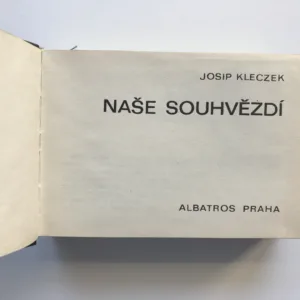 JOSIP KLECZEK
NAŠE SOUHVĚZDÍ
ALBATROS PRAHA